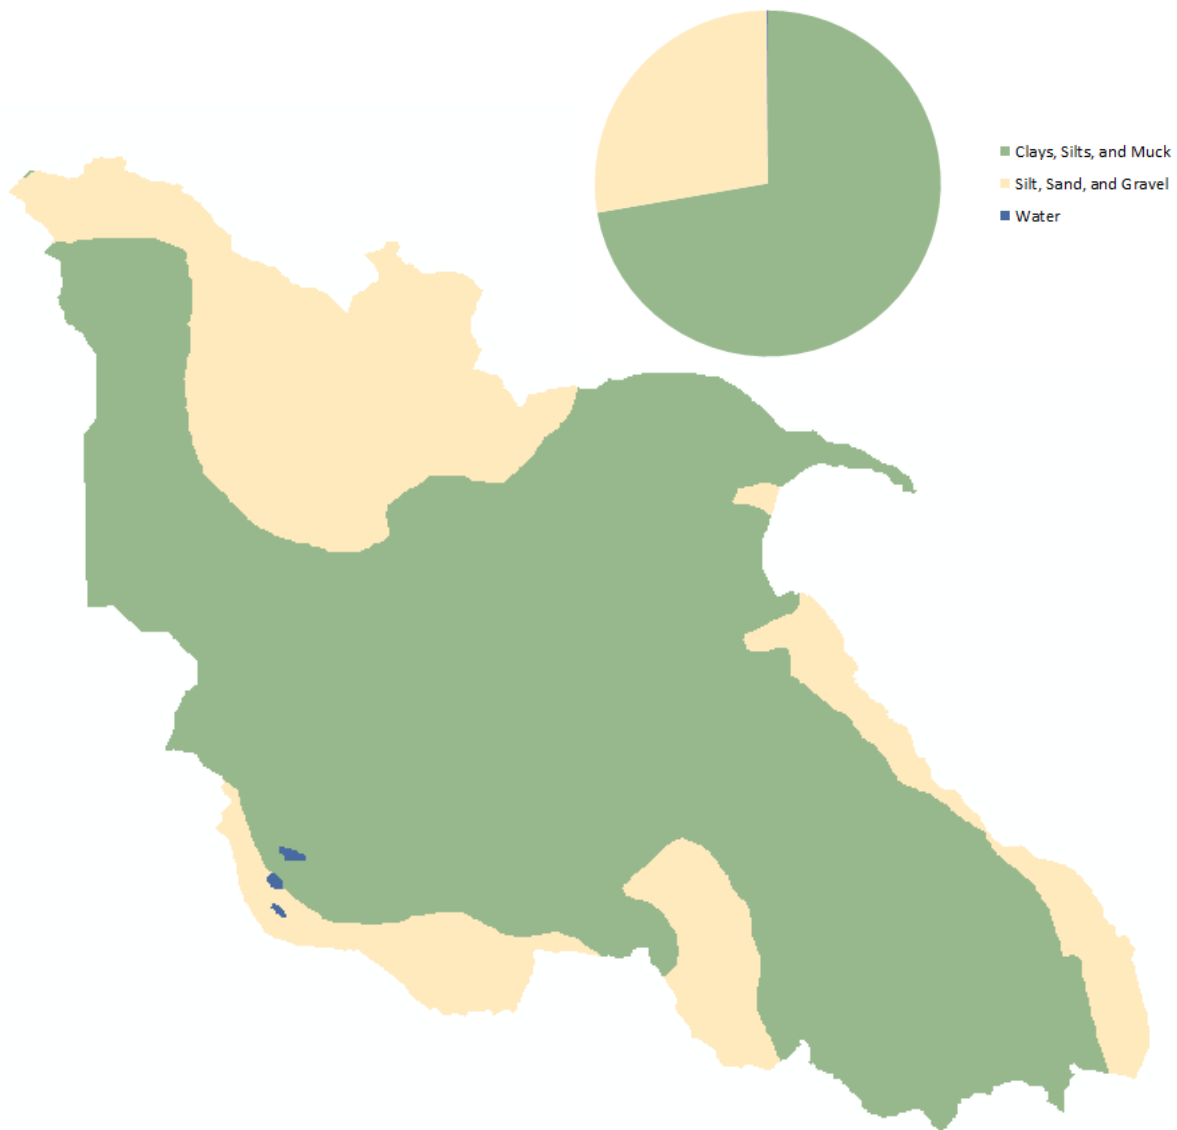 Clays, Silts, and Muck
Silt, Sand, and Gravel
Water